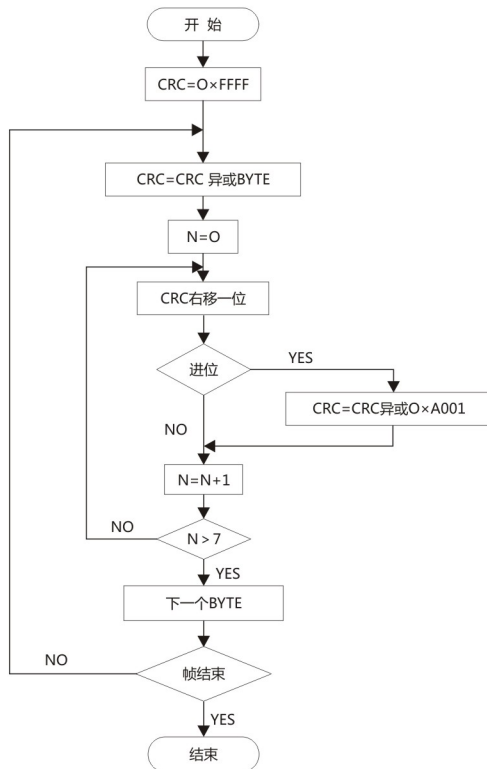 开 始
CRC=O×FFFF
CRC=CRC 异或BYTE
N=O
CRC右移一位
进位
YES
CRC=CRC异或O×A001
NO
N=N+1
NO
N>7
YES
下一个BYTE
NO
帧结束
YES
结束